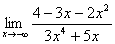 lim x→-∞ (4-3x-2x²)/(3x⁴+5x)